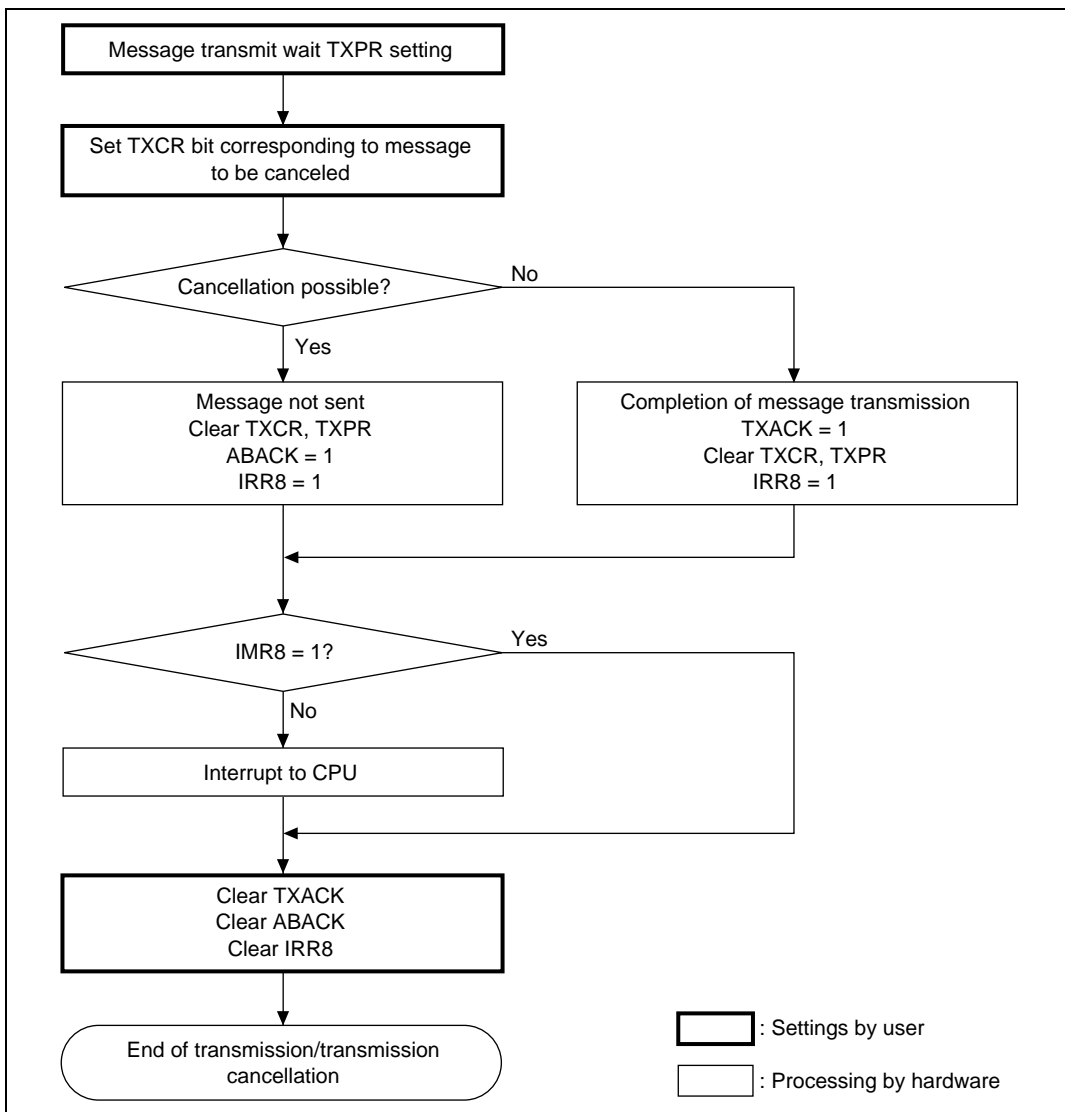 Message transmit wait TXPR setting
Set TXCR bit corresponding to message
to be canceled
Cancellation possible?
No
Yes
Message not sent
Clear TXCR, TXPR
ABACK = 1
IRR8 = 1
Completion of message transmission
TXACK = 1
Clear TXCR, TXPR
IRR8 = 1
IMR8 = 1?
Yes
No
Interrupt to CPU
Clear TXACK
Clear ABACK
Clear IRR8
End of transmission/transmission
cancellation
: Settings by user
: Processing by hardware